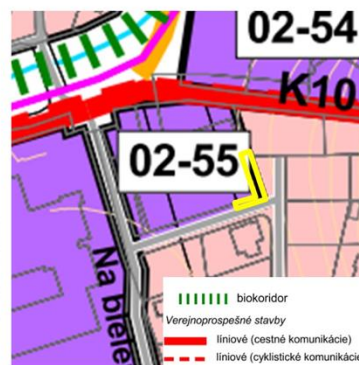 02-54
K10
02-55
Na biele
biokoridor
Verejnoprospešné stavby
líniové (cestné komunikácie)
líniové (cyklistické komunikácie